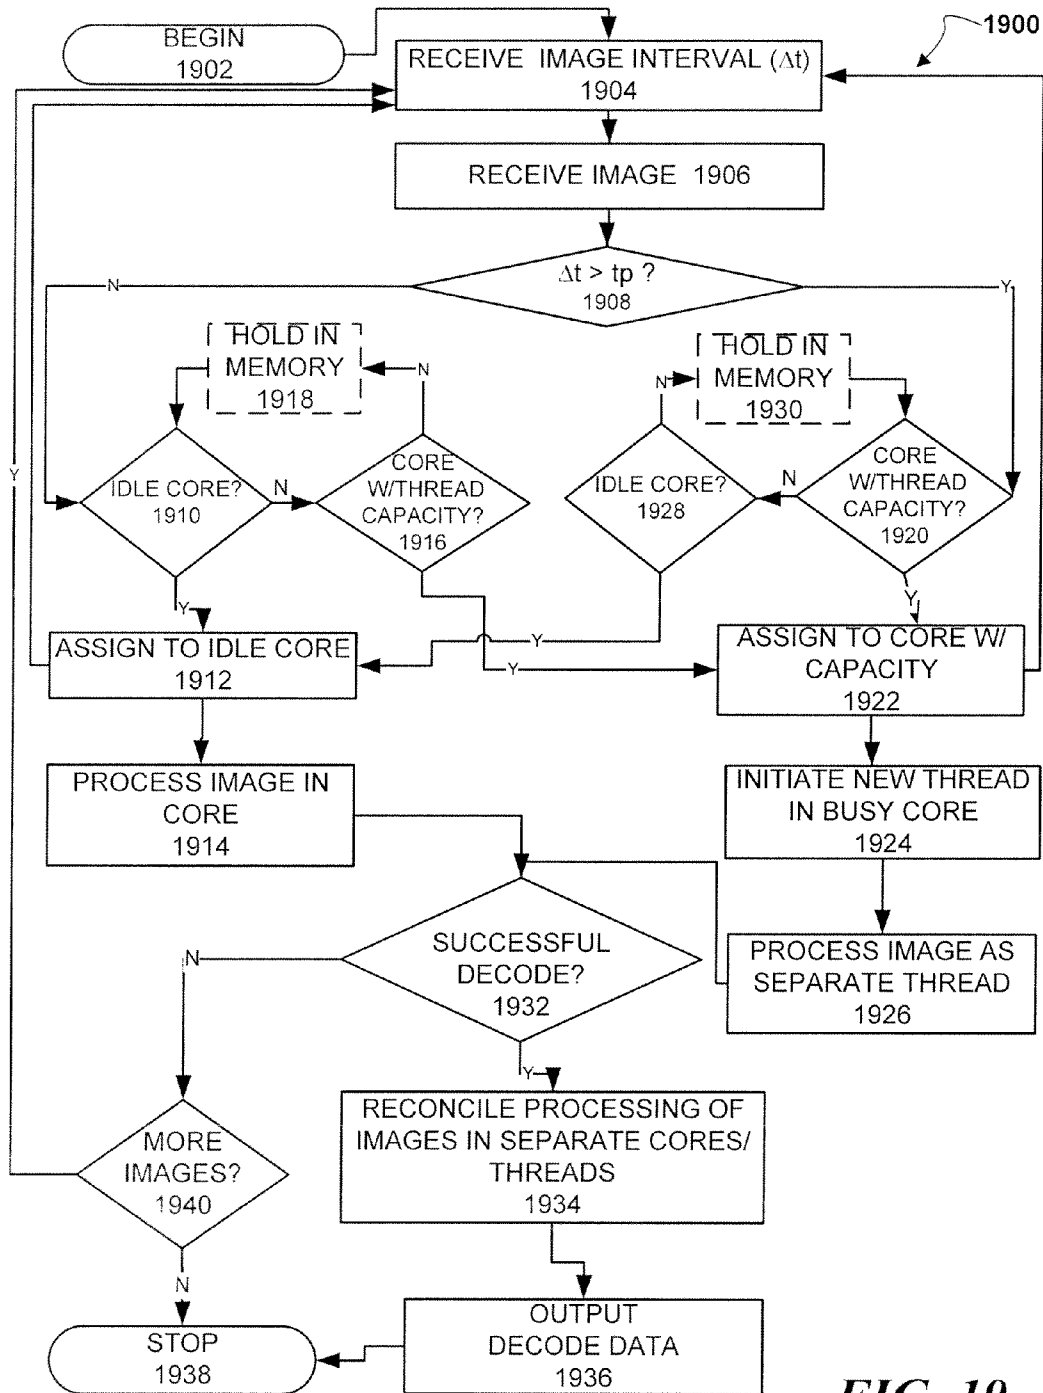 BEGIN
1902
1900
RECEIVE IMAGE INTERVAL (Δt)
1904
RECEIVE IMAGE 1906
Δt > tp ?
1908
N
Y
HOLD IN
MEMORY
1918
N
N
HOLD IN
MEMORY
1930
Y
IDLE CORE?
1910
N
CORE
W/THREAD
CAPACITY?
1916
IDLE CORE?
1928
N
CORE
W/THREAD
CAPACITY?
1920
Y
Y
Y
Y
ASSIGN TO IDLE CORE
1912
ASSIGN TO CORE W/
CAPACITY
1922
PROCESS IMAGE IN
CORE
1914
INITIATE NEW THREAD
IN BUSY CORE
1924
SUCCESSFUL
DECODE?
1932
N
PROCESS IMAGE AS
SEPARATE THREAD
1926
Y
MORE
IMAGES?
1940
RECONCILE PROCESSING OF
IMAGES IN SEPARATE CORES/
THREADS
1934
N
STOP
1938
OUTPUT
DECODE DATA
1936
FIG. 19